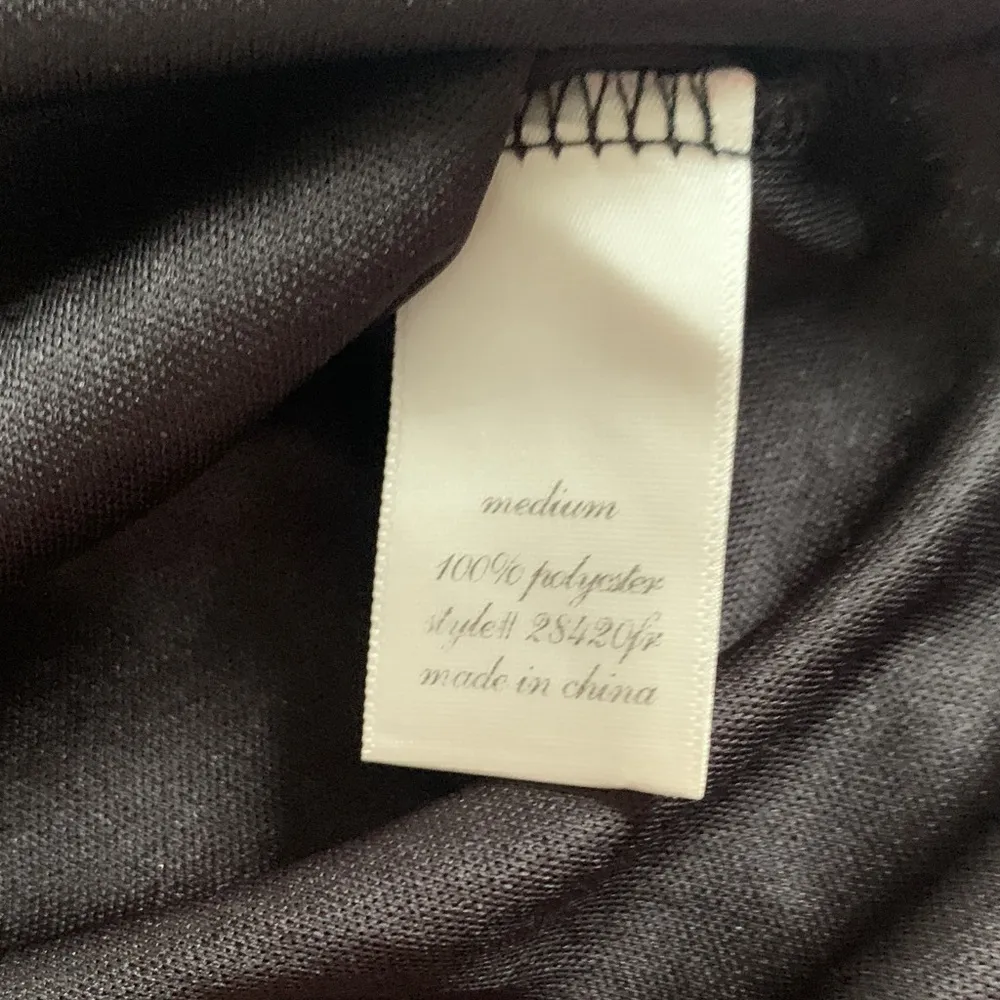 medium
100% polyester
style# 28420fr
made in china